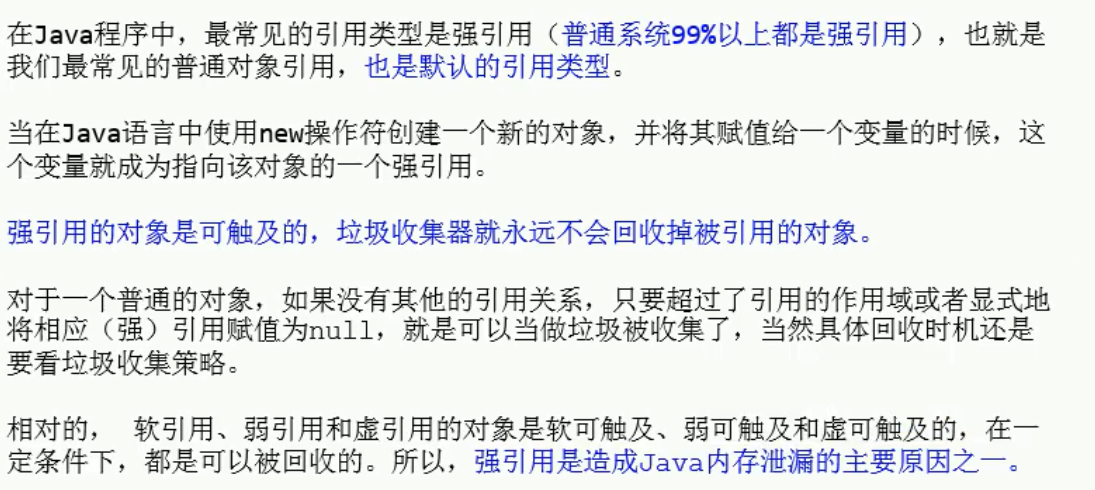 在Java程序中，最常见的引用类型是强引用（普通系统99%以上都是强引用），也就是
我们最常见的普通对象引用，也是默认的引用类型。
当在Java语言中使用new操作符创建一个新的对象，并将其赋值给一个变量的时候，这
个变量就成为指向该对象的一个强引用。
强引用的对象是可触及的，垃圾收集器就永远不会回收掉被引用的对象。
对于一个普通的对象，如果没有其他的引用关系，只要超过了引用的作用域或者显式地
将相应（强）引用赋值为null，就是可以当做垃圾被收集了，当然具体回收时机还是
要看垃圾收集策略。
相对的， 软引用、弱引用和虚引用的对象是软可触及、弱可触及和虚可触及的，在一
定条件下，都是可以被回收的。所以，强引用是造成Java内存泄漏的主要原因之一。